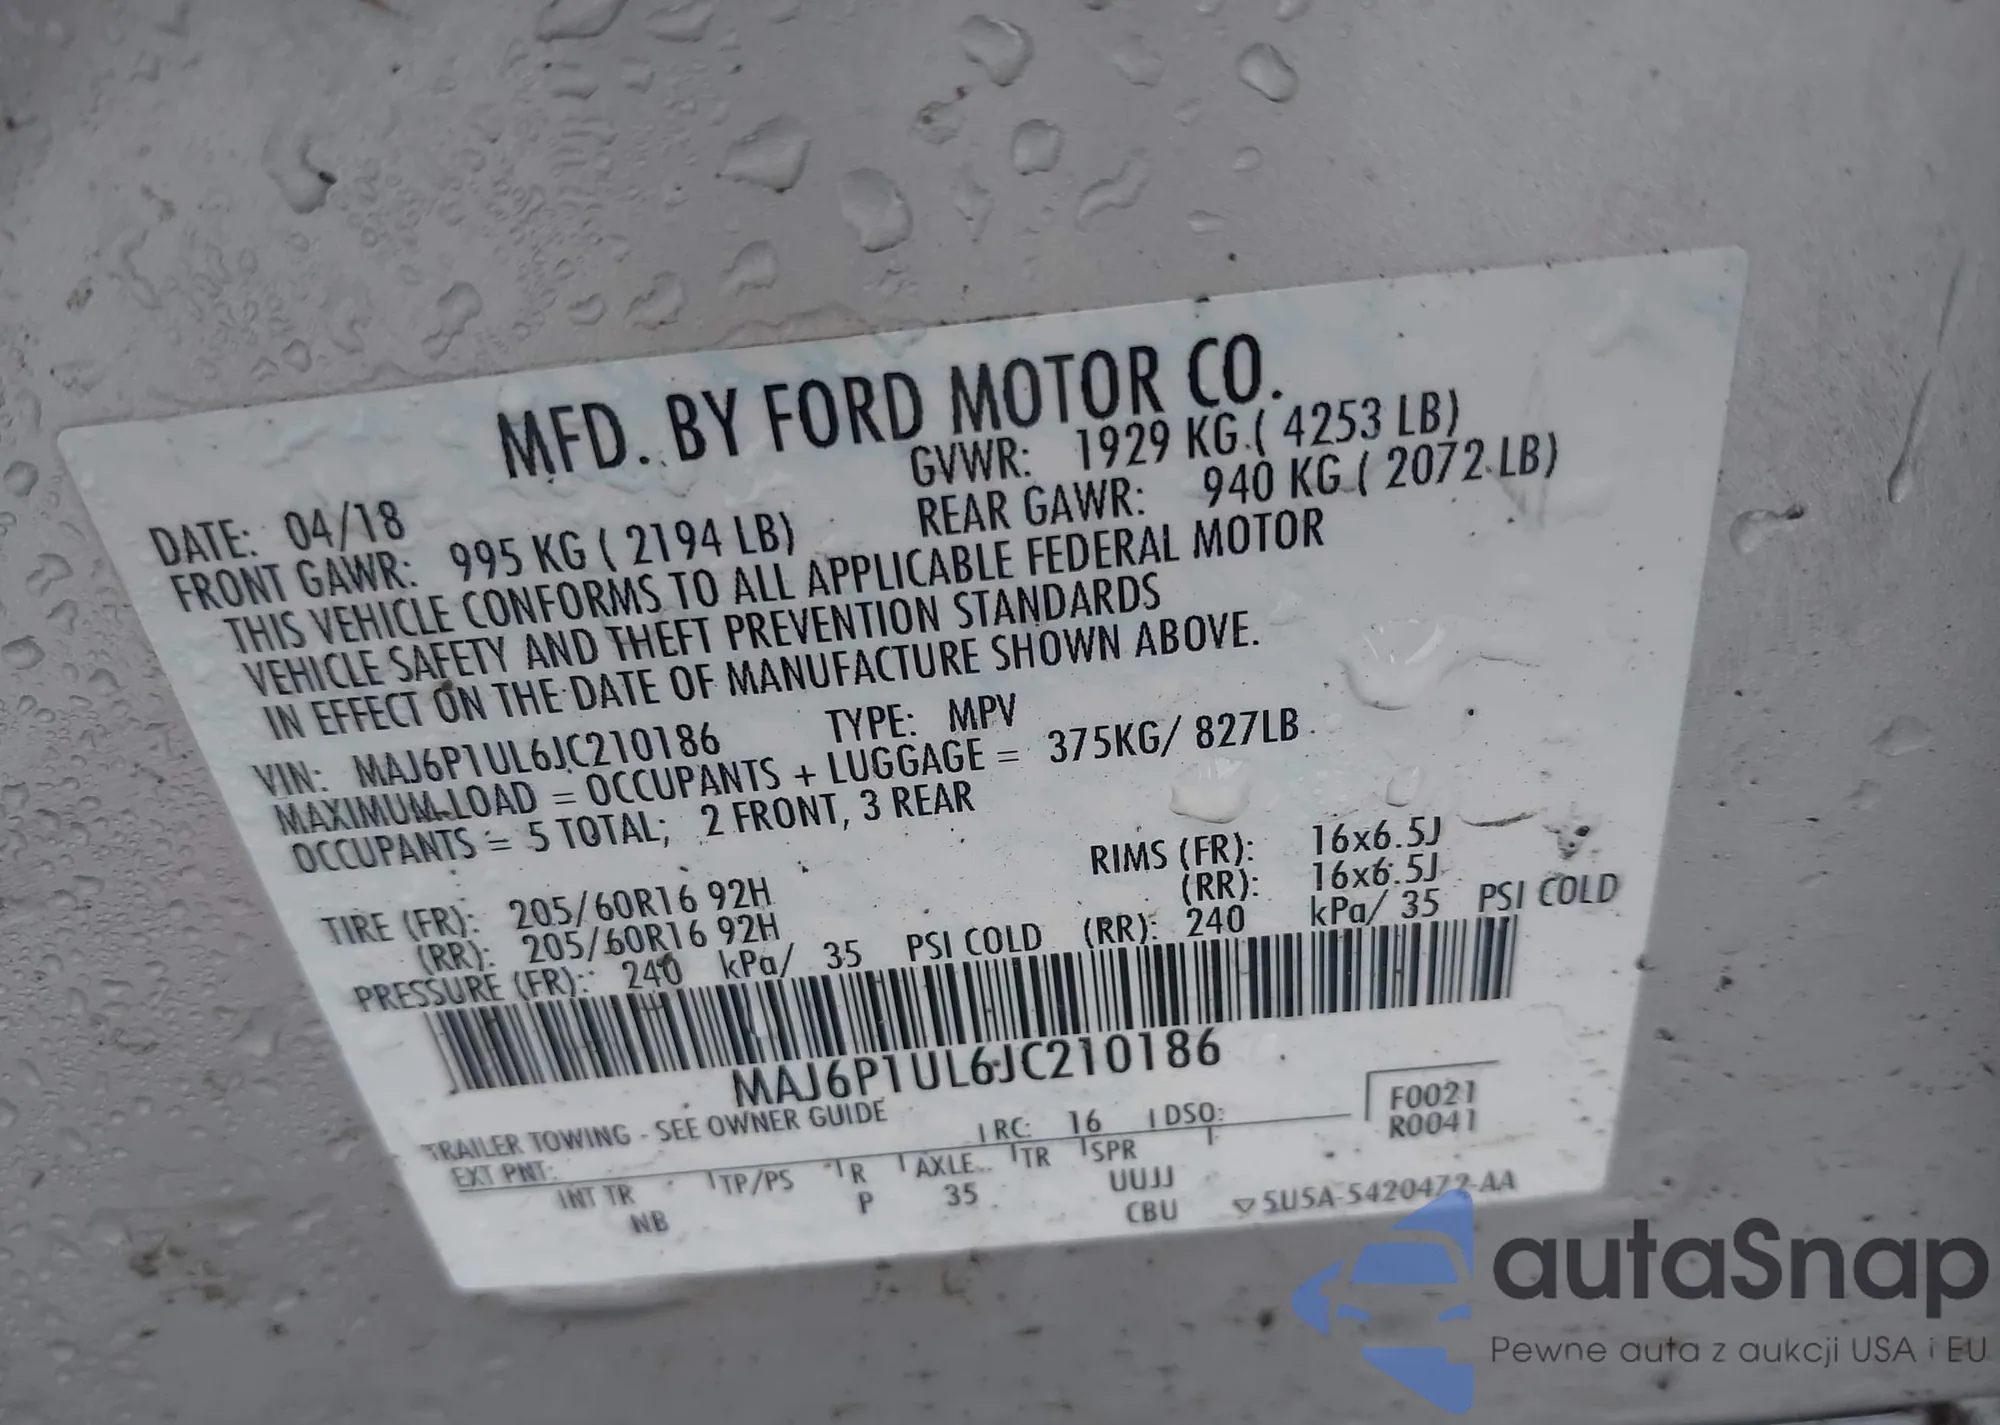 MFD. BY FORD MOTOR CO.
DATE: 04/18 GVWR: 1929 KG ( 4253 LB)
FRONT GAWR: 995 KG ( 2194 LB) REAR GAWR: 940 KG ( 2072 LB)
THIS VEHICLE CONFORMS TO ALL APPLICABLE FEDERAL MOTOR
VEHICLE SAFETY AND THEFT PREVENTION STANDARDS
IN EFFECT ON THE DATE OF MANUFACTURE SHOWN ABOVE.
VIN: MAJ6P1UL6JC210186 TYPE: MPV
MAXIMUM LOAD = OCCUPANTS + LUGGAGE = 375KG/ 827LB
OCCUPANTS = 5 TOTAL; 2 FRONT, 3 REAR
TIRE (FR): 205/60R16 92H RIMS (FR): 16x6.5J
(RR): 205/60R16 92H (RR): 16x6.5J
PRESSURE (FR): 240 kPa/ 35 PSI COLD (RR): 240 kPa/ 35 PSI COLD
MAJ6P1UL6JC210186
TRAILER TOWING - SEE OWNER GUIDE
EXT PNT: RC: 16 DSO: F0021
R0041
INT TR TP/PS R AXLE TR SPR
NB P 35 UUJJ
CBU 5U5A-5420472-AA
autaSnap
Pewne auta z aukcji USA i EU